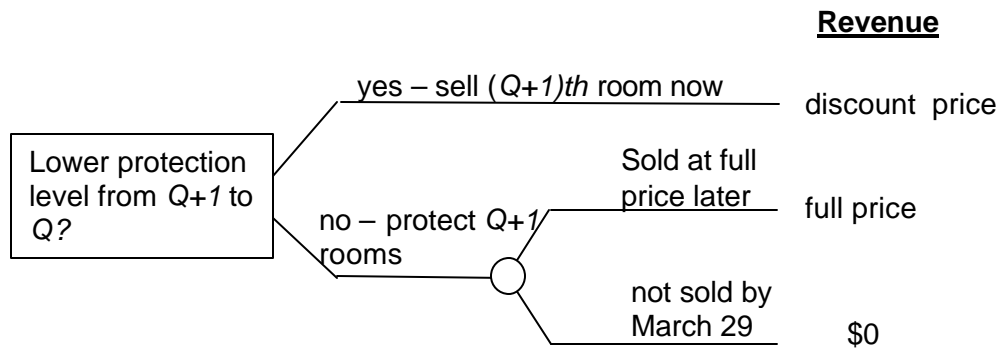 Revenue
yes – sell (Q+1)th room now
discount price
Lower protection
level from Q+1 to
Q?
Sold at full
price later
full price
no – protect Q+1
rooms
not sold by
March 29
$0